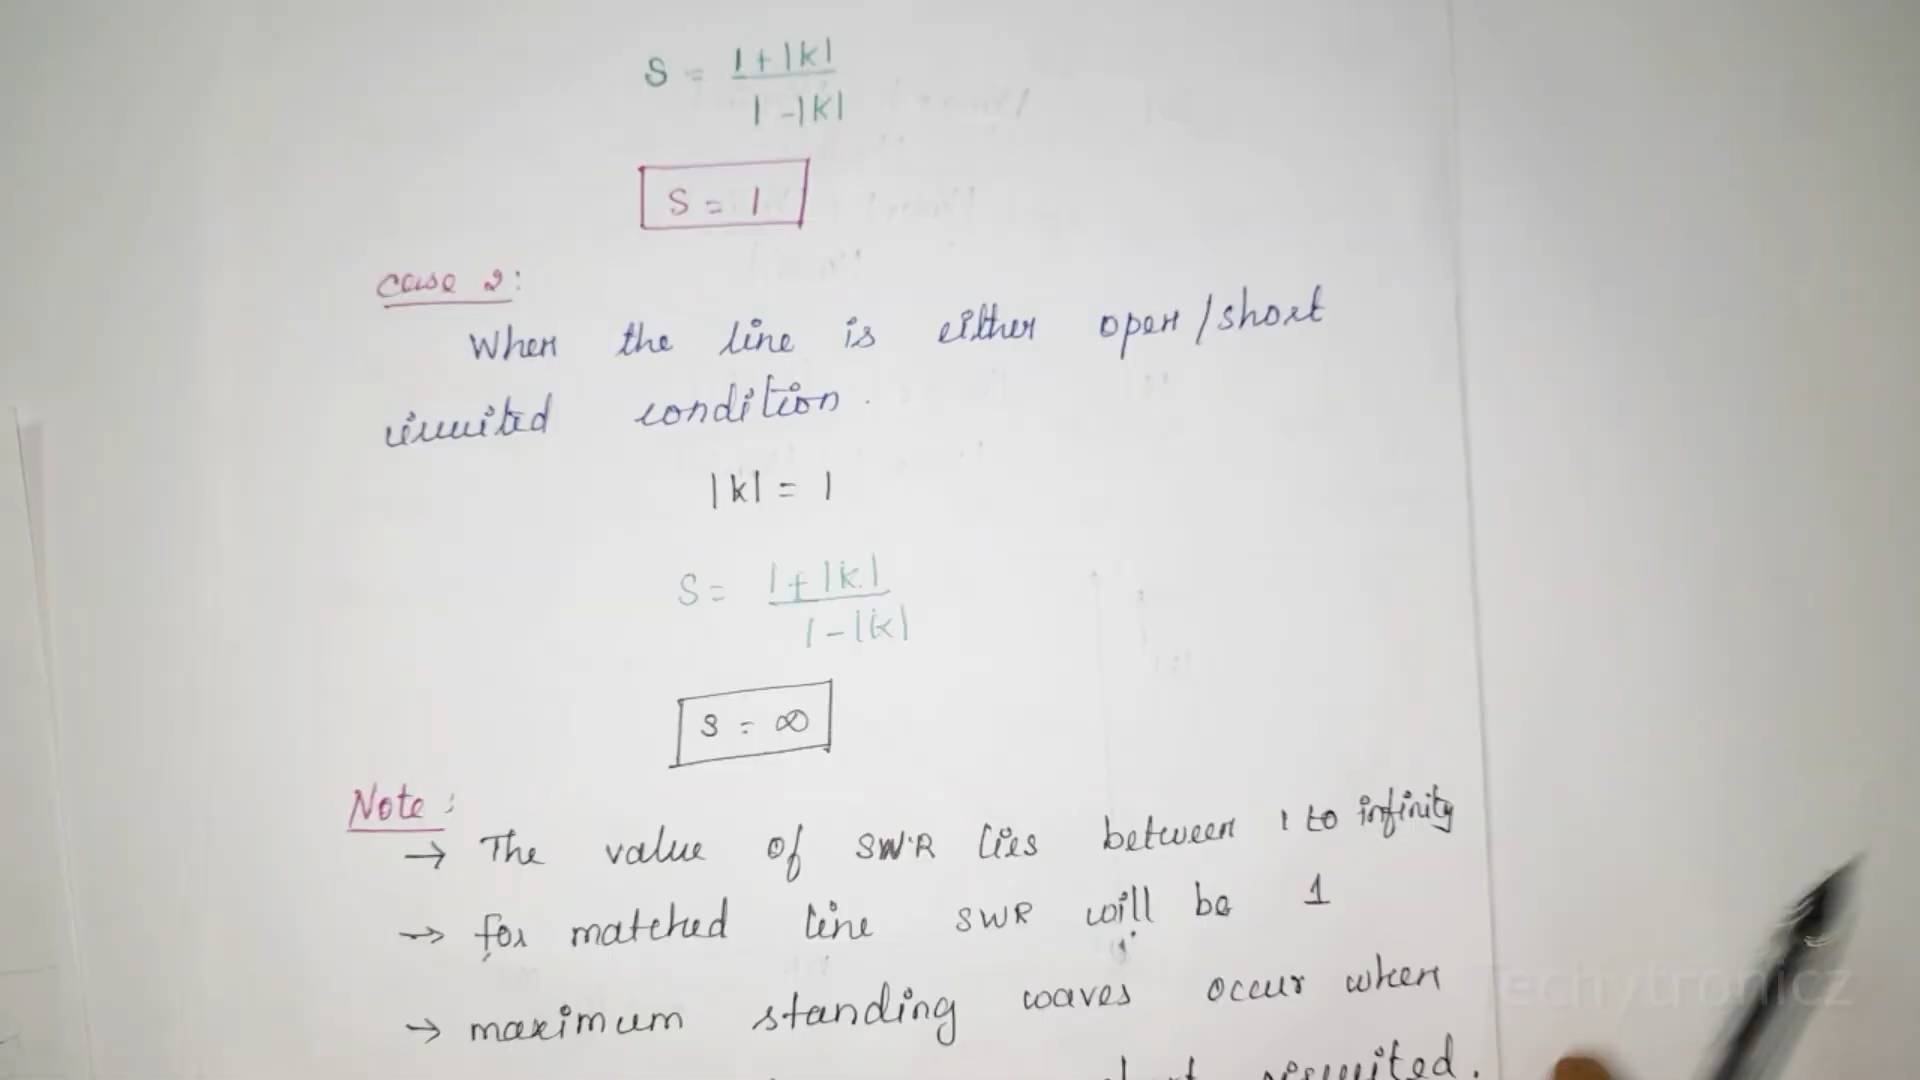 S = 1+|k|
1-|k|
S = 1
case 2:
When the line is either open/short
circuited condition.
|k| = 1
S = 1+|k|
1-|k|
S = ∞
Note:
→ The value of SWR lies between 1 to infinity
→ for matched line SWR will be 1
→ maximum standing waves occur when
circuited.
Techytronicz